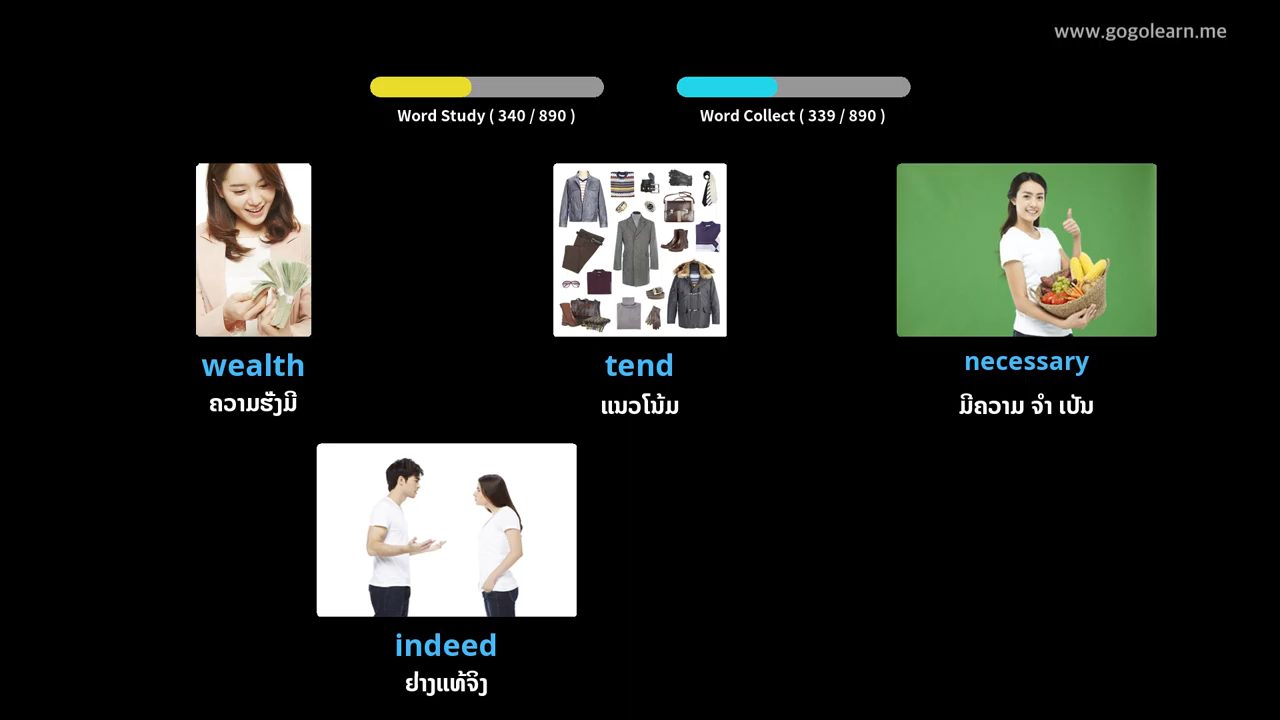 www.gogolearn.me
Word Study ( 340 / 890 )
Word Collect ( 339 / 890 )
wealth
ຄວາມຮັ່ງມີ
tend
ແນວໂນ້ມ
necessary
ມີຄວາມ ຈຳ ເປັນ
indeed
ຢ່າງແທ້ຈິງ